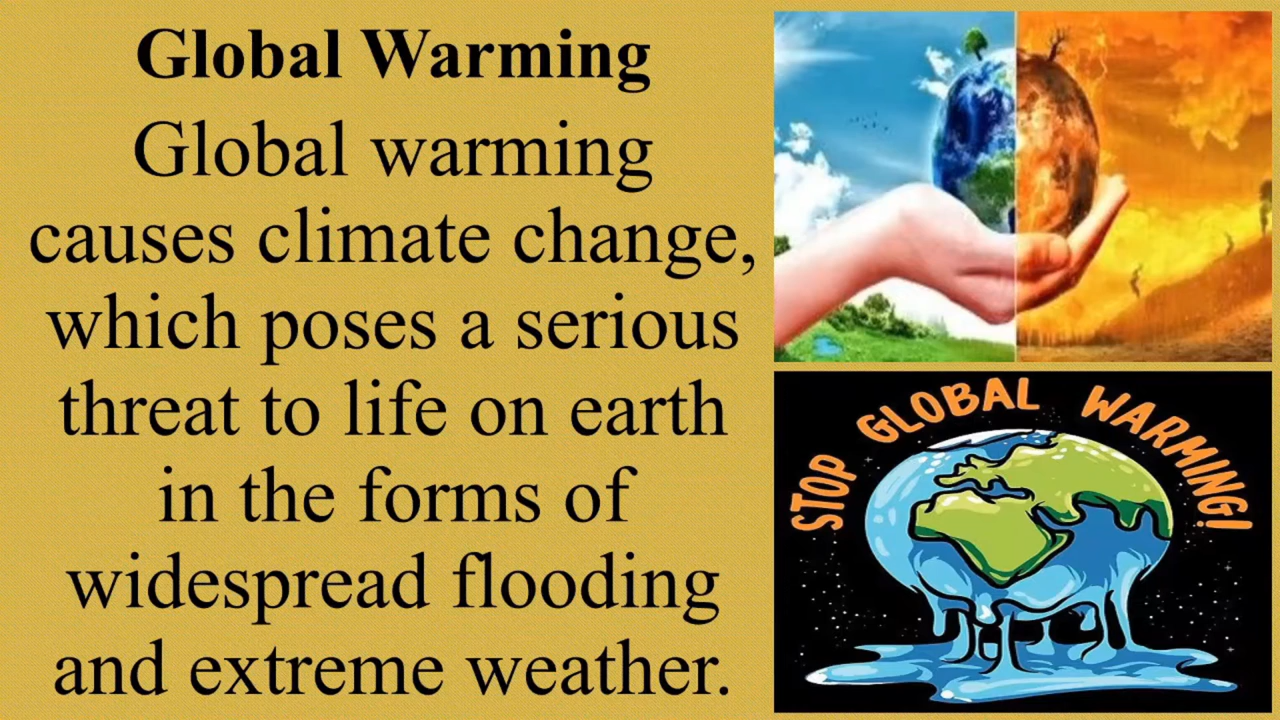 Global Warming
Global warming
causes climate change,
which poses a serious
threat to life on earth
in the forms of
widespread flooding
and extreme weather.
STOP GLOBAL WARMING!